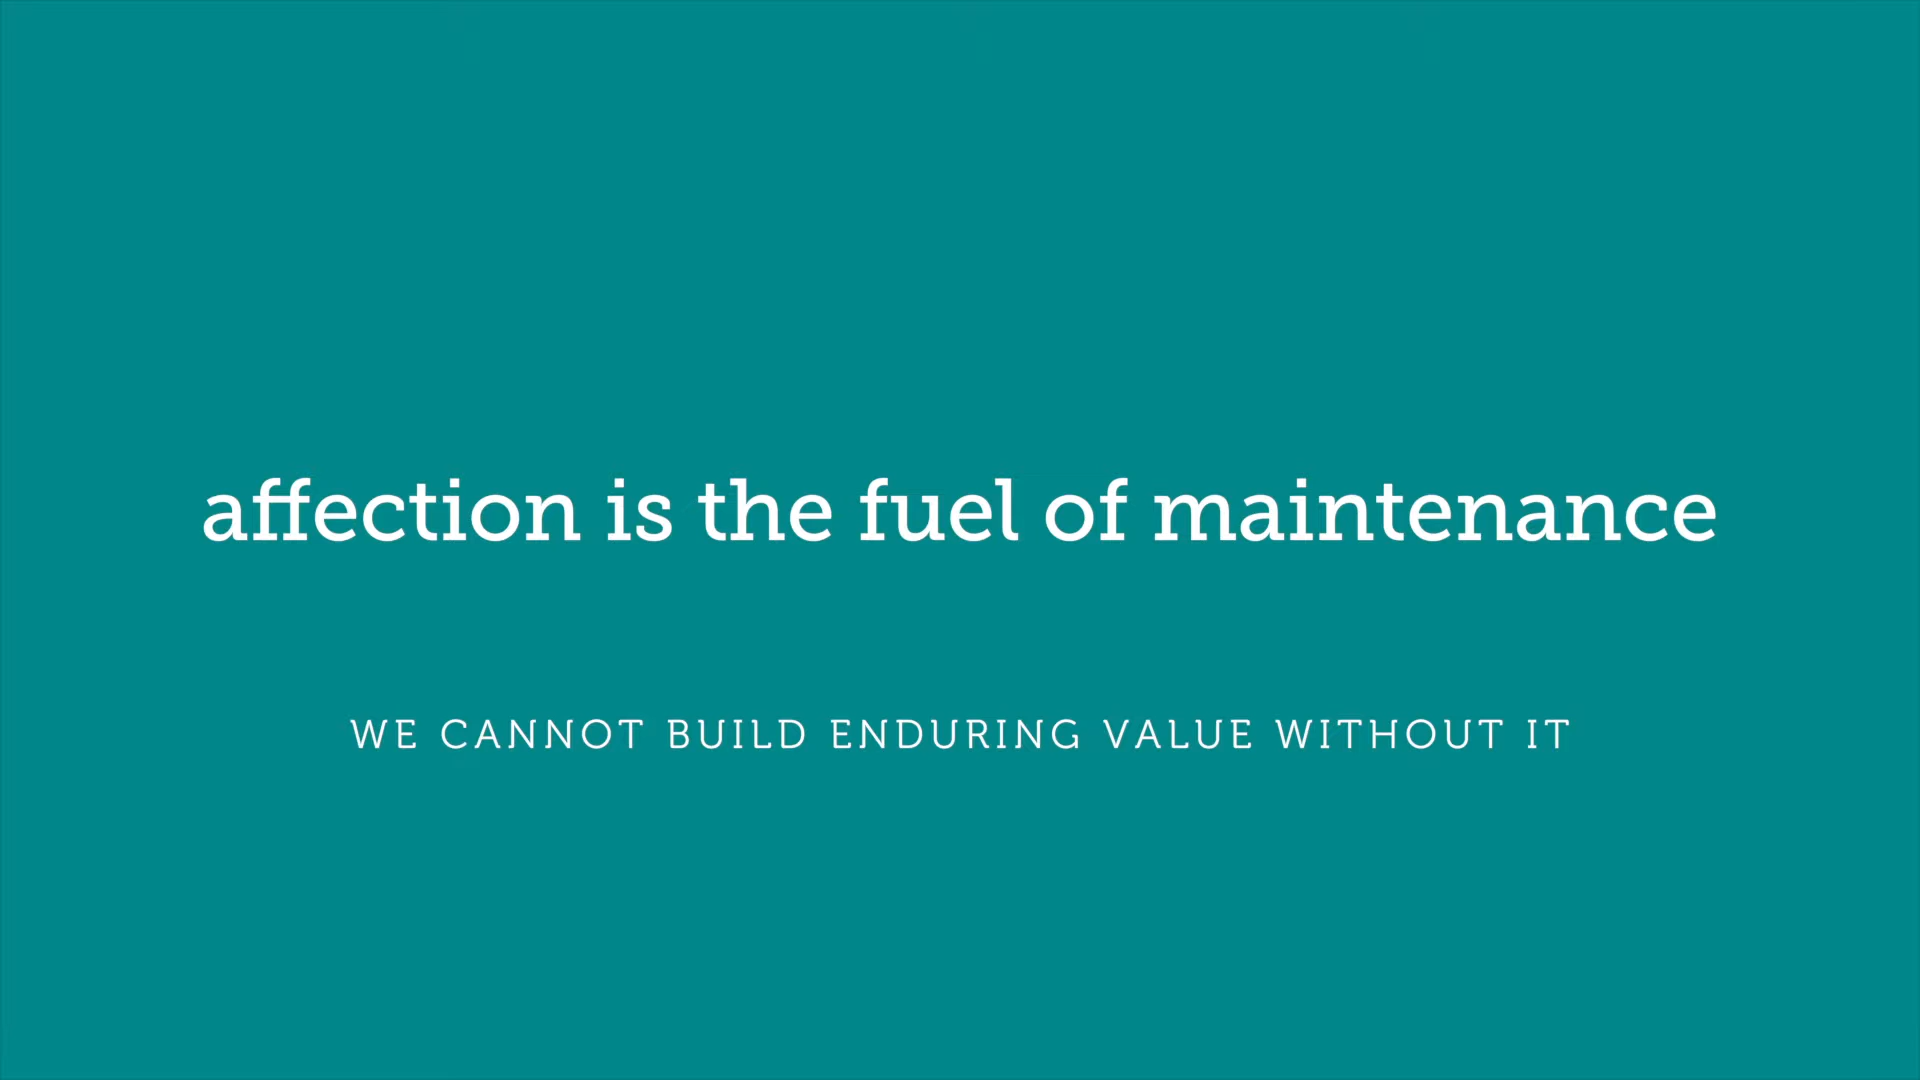 affection is the fuel of maintenance
WE CANNOT BUILD ENDURING VALUE WITHOUT IT